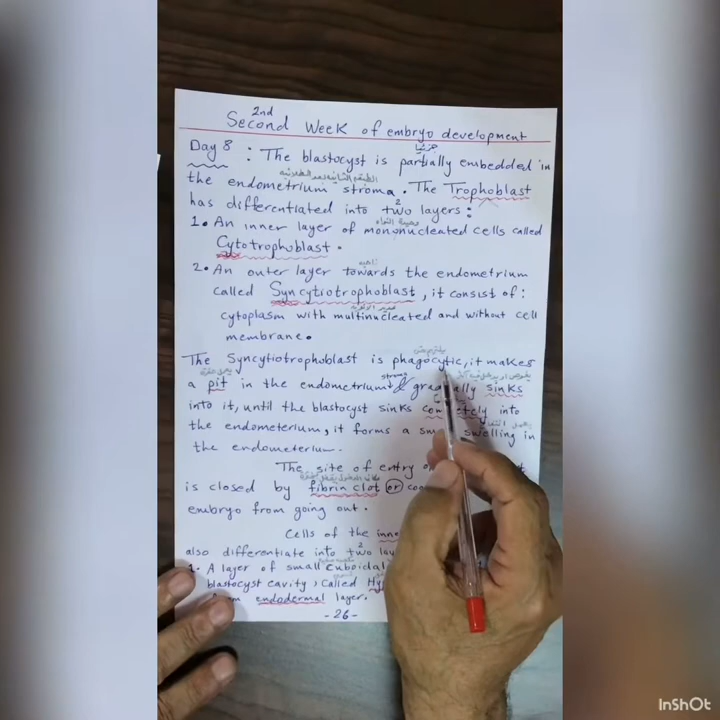 2nd
Second Week of embryo development
Day 8 : The blastocyst is partially embedded in
the endometrium stroma. The Trophoblast
has differentiated into two layers:
2
1. An inner layer of mononucleated cells called
Cytotrophoblast.
2. An outer layer towards the endometrium
called Syncytiotrophoblast, it consist of:
cytoplasm with multinucleated and without cell
membrane.
The Syncytiotrophoblast is phagocytic, it makes
stroma
a pit in the endometrium & gradually sinks
into it, until the blastocyst sinks completely into
the endometerium, it forms a swelling in
the endometerium.
The site of entry
is closed by fibrin clot or
embryo from going out.
Cells of the
also differentiate into two
2
1. A layer of small cuboidal
blastocyst cavity, called
endodermal layer.
-26-
InShOt